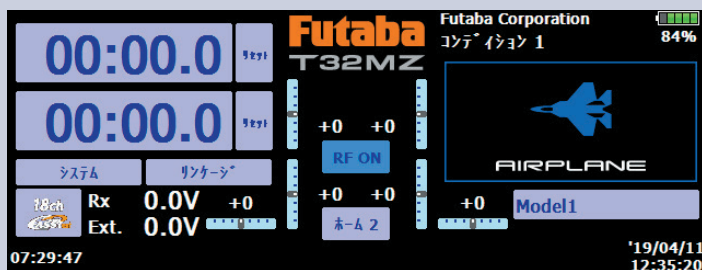 00:00.0 リセット
Futaba
T32MZ
Futaba Corporation
コンディション 1
84%
00:00.0 リセット
+0 +0
RF ON
AIRPLANE
システム リンケージ
18ch
FASSTest
Rx 0.0V +0
Ext. 0.0V
+0 +0
ホーム 2
+0
Model1
07:29:47
'19/04/11
12:35:20